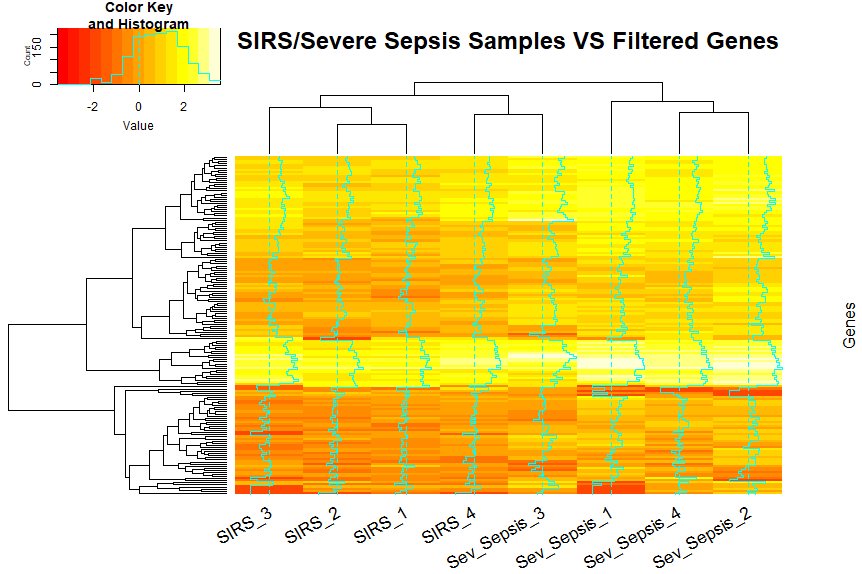 Color Key
and Histogram
Count
0 150
-2 0 2
Value
SIRS/Severe Sepsis Samples VS Filtered Genes
Genes
SIRS_3
SIRS_2
SIRS_1
SIRS_4
Sev_Sepsis_3
Sev_Sepsis_1
Sev_Sepsis_4
Sev_Sepsis_2